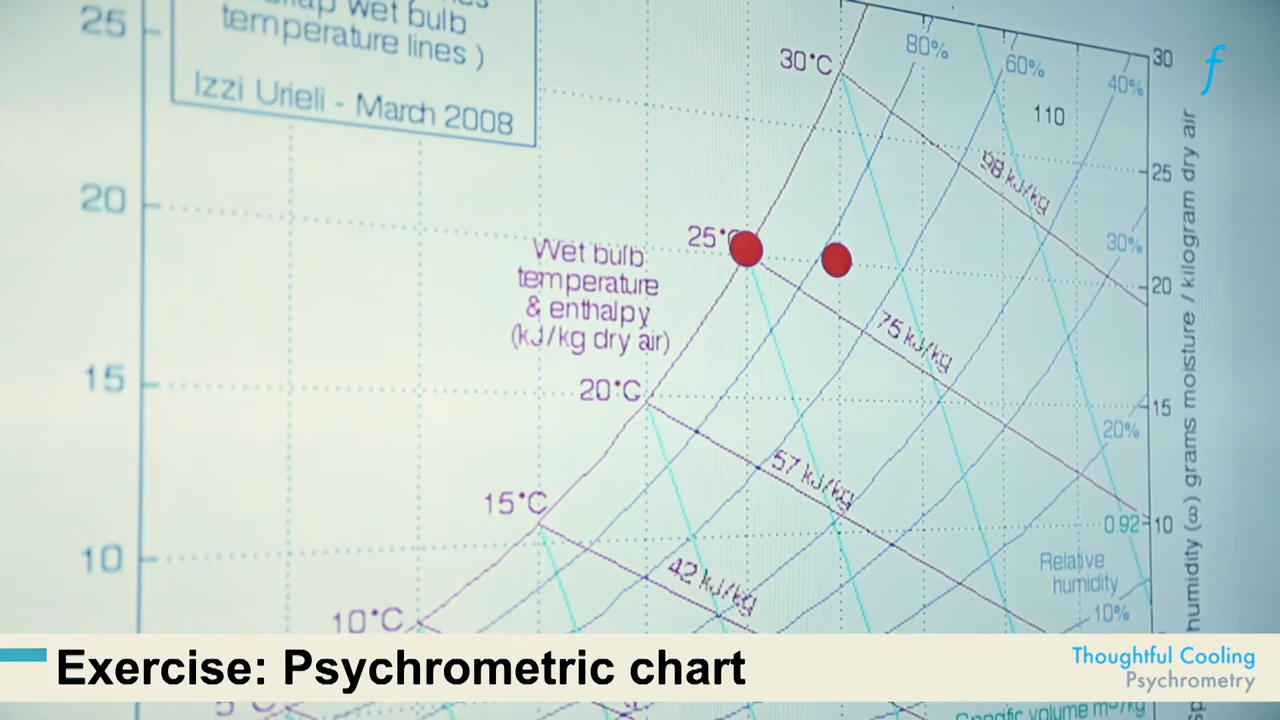 wet bulb
temperature
lines )
Izzi Urieli - March 2008
25
20
15
10
30°C
25°C
20°C
15°C
10°C
Wet bulb
temperature
& enthalpy
(kJ/kg dry air)
80%
60%
40%
30%
20%
10%
110
98 kJ/kg
75 kJ/kg
57 kJ/kg
42 kJ/kg
30
25
20
15
10
0.92
humidity (ω) grams moisture / kilogram dry air
Relative
humidity
Exercise: Psychrometric chart
Thoughtful Cooling
Psychrometry
f